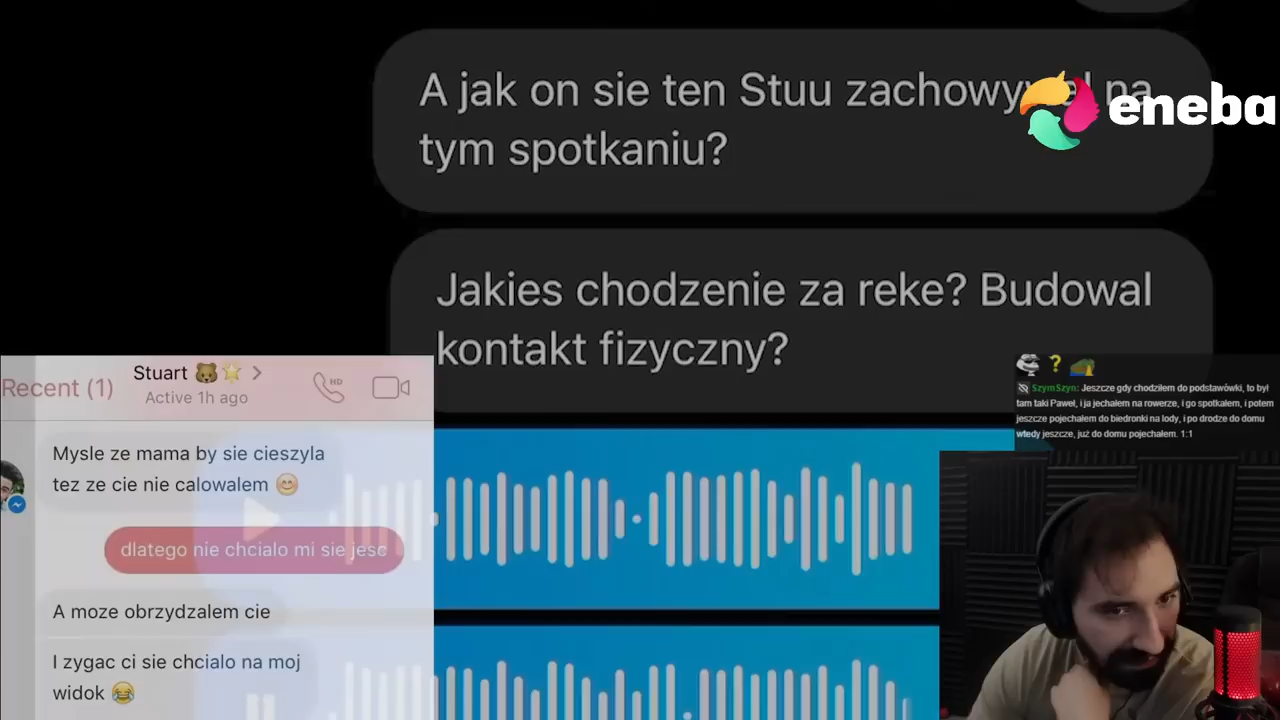 A jak on sie ten Stuu na
tym spotkaniu?
eneba
Jakies chodzenie za reke? Budowal
kontakt fizyczny?
Recent (1)
Stuart
Active 1h ago
HD
Mysle ze mama by sie cieszyla
tez ze cie nie calowalem
dlatego nie chcialo mi sie jesc
A moze obrzydzalem cie
I zygac ci sie chcialo na moj
widok
SzymSzyn: Jeszcze gdy chodziłem do podstawówki, to był
tam taki Paweł, i ja jechałem na rowerze, i go spotkałem, i potem
jeszcze pojechałem do biedronki na lody, i po drodze do domu
wtedy jeszcze, już do domu pojechałem. 1:1